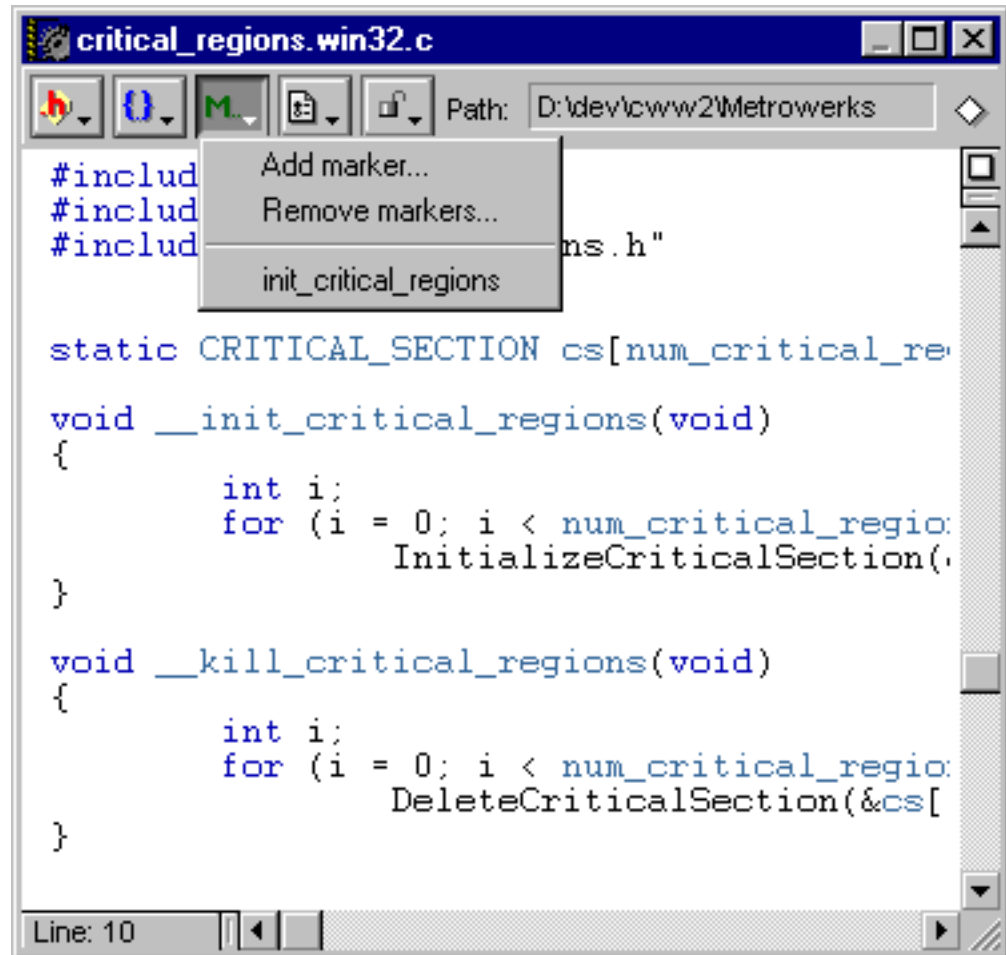 critical_regions.win32.c
h {} M.. Path: D:\dev\cww2\Metrowerks
Add marker...
Remove markers...
init_critical_regions
#includ
#includ
#includ ns.h"
static CRITICAL_SECTION cs[num_critical_re
void __init_critical_regions(void)
{
int i;
for (i = 0; i < num_critical_regio
InitializeCriticalSection(
}
void __kill_critical_regions(void)
{
int i;
for (i = 0; i < num_critical_regio
DeleteCriticalSection(&cs[
}
Line: 10